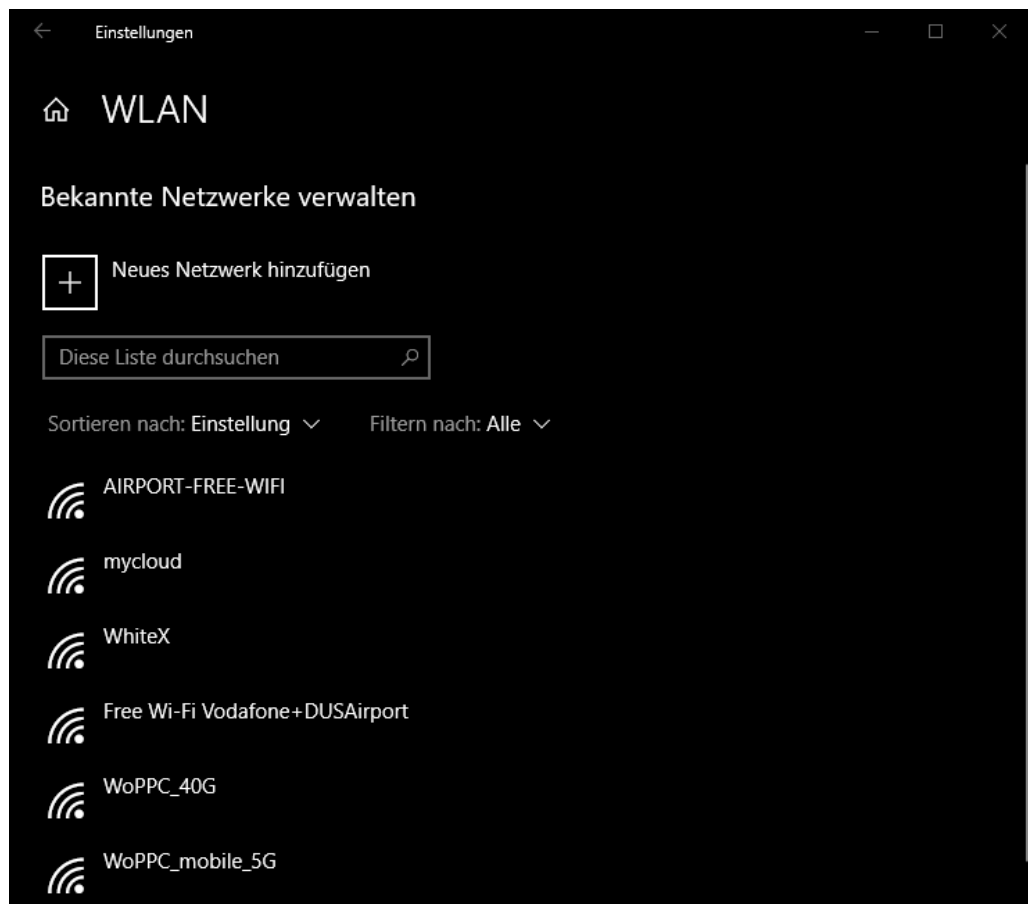 Einstellungen
WLAN
Bekannte Netzwerke verwalten
Neues Netzwerk hinzufügen
Diese Liste durchsuchen
Sortieren nach: Einstellung Filtern nach: Alle
AIRPORT-FREE-WIFI
mycloud
WhiteX
Free Wi-Fi Vodafone+DUSAirport
WoPPC_40G
WoPPC_mobile_5G